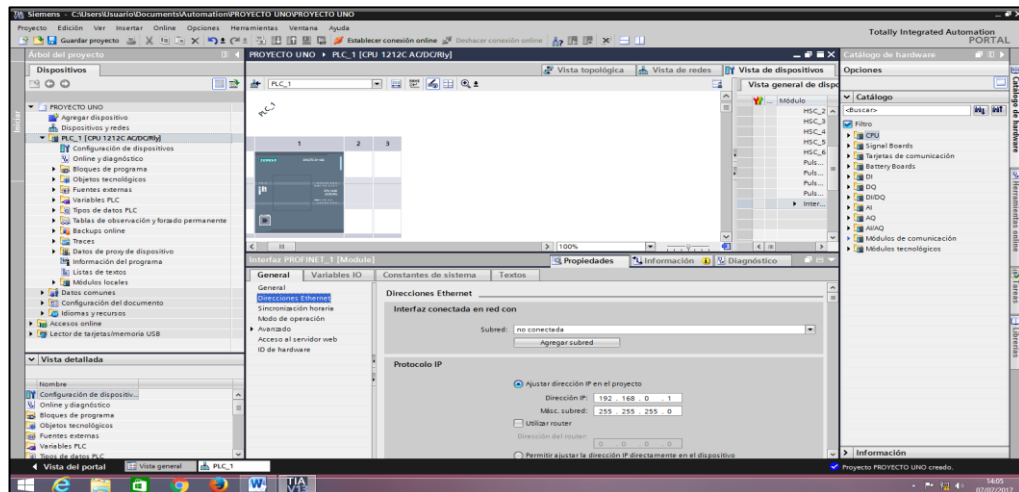 Siemens - C:\Users\Usuario\Documents\Automation\PROYECTO UNO\PROYECTO UNO
Proyecto Edición Ver Insertar Online Opciones Herramientas Ventana Ayuda
Guardar proyecto
Establecer conexión online
Deshacer conexión online
Totally Integrated Automation
PORTAL
Árbol del proyecto
Dispositivos
PROYECTO UNO
Agregar dispositivo
Dispositivos y redes
PLC_1 [CPU 1212C AC/DC/Rly]
Configuración de dispositivos
Online y diagnóstico
Bloques de programa
Objetos tecnológicos
Fuentes externas
Variables PLC
Tipos de datos PLC
Tablas de observación y forzado permanente
Backups online
Traces
Datos de proxy de dispositivo
Información del programa
Listas de textos
Módulos locales
Datos comunes
Configuración del documento
Idiomas y recursos
Accesos online
Lector de tarjetas/memoria USB
Vista detallada
Nombre
Configuración de dispositiv...
Online y diagnóstico
Bloques de programa
Objetos tecnológicos
Fuentes externas
Variables PLC
Tipos de datos PLC
Iniciar
PROYECTO UNO PLC_1 [CPU 1212C AC/DC/Rly]
Vista topológica
Vista de redes
Vista de dispositivos
PLC_1
PLC_1
1 2 3
SIEMENS
100%
Vista general de dispo
Módulo
HSC_2
HSC_3
HSC_4
HSC_5
HSC_6
Puls...
Puls...
Puls...
Puls...
Inter...
Interfaz PROFINET_1 [Module]
Propiedades
Información
Diagnóstico
General
Variables IO
Constantes de sistema
Textos
General
Direcciones Ethernet
Sincronización horaria
Modo de operación
Avanzado
Acceso al servidor web
ID de hardware
Direcciones Ethernet
Interfaz conectada en red con
Subred: no conectada
Agregar subred
Protocolo IP
Ajustar dirección IP en el proyecto
Dirección IP: 192 . 168 . 0 . 1
Másc. subred: 255 . 255 . 255 . 0
Utilizar router
Dirección del router: 0 . 0 . 0 . 0
Permitir ajustar la dirección IP directamente en el dispositivo
Catálogo de hardware
Opciones
Catálogo
<Buscar>
Filtro
CPU
Signal Boards
Tarjetas de comunicación
Battery Boards
DI
DQ
DI/DQ
AI
AQ
AI/AQ
Módulos de comunicación
Módulos tecnológicos
Información
Catálogo de hardware
Herramientas online
Tareas
Librerías
Vista del portal
Vista general
PLC_1
Proyecto PROYECTO UNO creado.
TIA
V13
14:05
07/07/2017